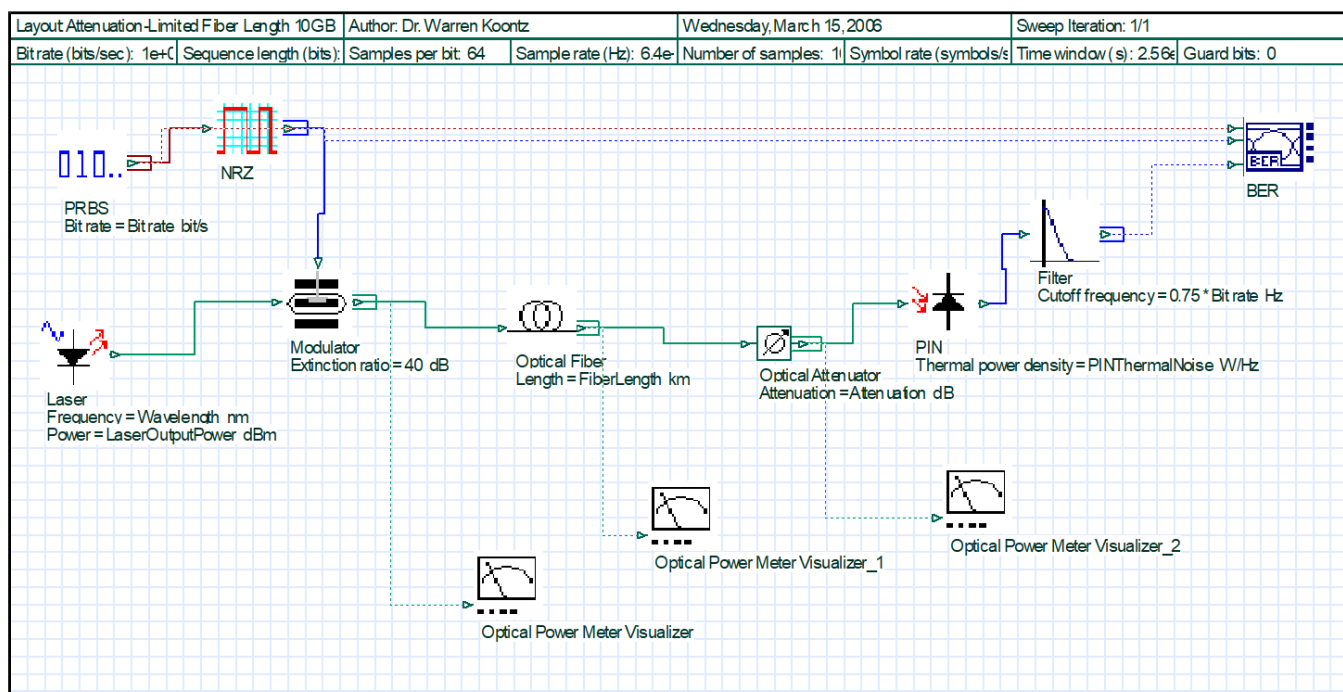 Layout Attenuation-Limited Fiber Length 10GB Author: Dr. Warren Koontz Wednesday, March 15, 2006 Sweep Iteration: 1/1
Bit rate (bits/sec): Sequence length (bits): Samples per bit: 64 Sample rate (Hz): 6.4e- Number of samples: Symbol rate (symbols/s Time window (s): 2.56e Guard bits: 0
010..
NRZ
PRBS
Bit rate = Bit rate bit/s
BER
BER
Filter
Cutoff frequency = 0.75 * Bit rate Hz
Modulator
Extinction ratio = 40 dB
Optical Fiber
Length = FiberLength km
Optical Attenuator
Attenuation = Attenuation dB
PIN
Thermal power density = PINThermalNoise W/Hz
Laser
Frequency = Wavelength nm
Power = LaserOutputPower dBm
Optical Power Meter Visualizer_2
Optical Power Meter Visualizer_1
Optical Power Meter Visualizer